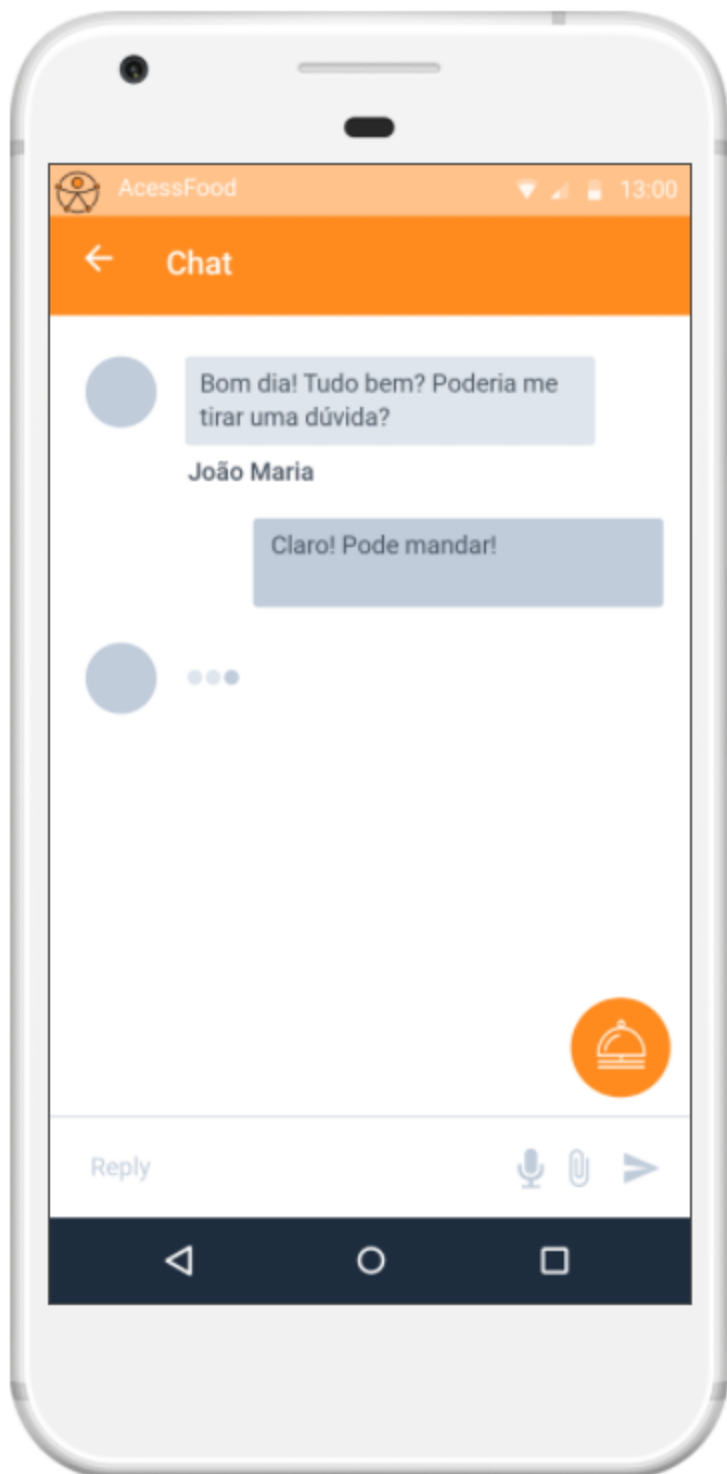 AcessFood 13:00
Chat
Bom dia! Tudo bem? Poderia me
tirar uma dúvida?
João Maria
Claro! Pode mandar!
Reply